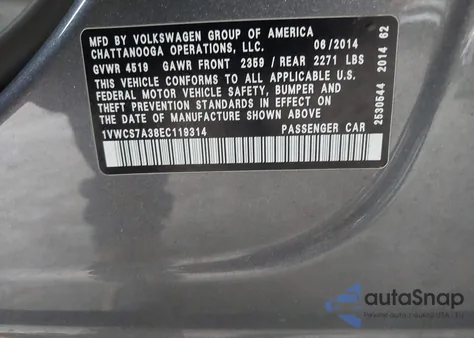 MFD BY VOLKSWAGEN GROUP OF AMERICA
CHATTANOOGA OPERATIONS, LLC. 06/2014
GVWR 4519 GAWR FRONT 2359 / REAR 2271 LBS
THIS VEHICLE CONFORMS TO ALL APPLICABLE U.S.
FEDERAL MOTOR VEHICLE SAFETY, BUMPER AND
THEFT PREVENTION STANDARDS IN EFFECT ON THE
DATE OF MANUFACTURE SHOWN ABOVE.
1VWCS7A38EC119314 PASSENGER CAR
2530544 2014 62
autoSnap